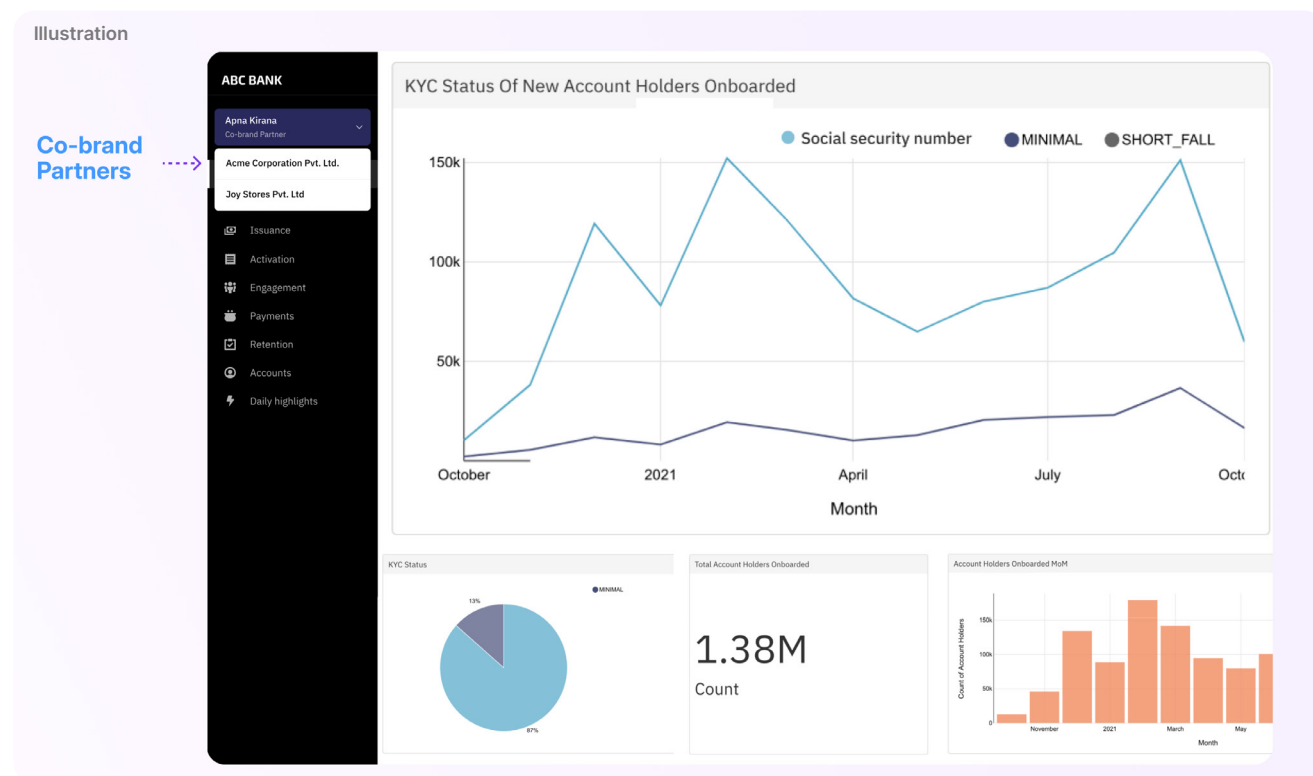 Illustration
ABC BANK
Apna Kirana
Co-brand Partner
Co-brand
Partners
Acme Corporation Pvt. Ltd.
Joy Stores Pvt. Ltd
Issuance
Activation
Engagement
Payments
Retention
Accounts
Daily highlights
KYC Status Of New Account Holders Onboarded
Social security number MINIMAL SHORT_FALL
150k
100k
50k
October 2021 April July Octo
Month
KYC Status
MINIMAL
13%
87%
Total Account Holders Onboarded
1.38M
Count
Account Holders Onboarded MoM
Count of Account Holders
150k
100k
50k
0
November 2021 March May
Month